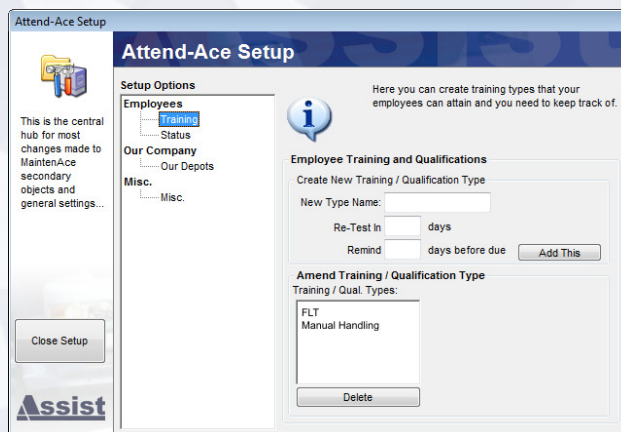 Attend-Ace Setup
Attend-Ace Setup
This is the central
hub for most
changes made to
MaintenAce
secondary
objects and
general settings...
Close Setup
Assist
Setup Options
Employees
Training
Status
Our Company
Our Depots
Misc.
Misc.
Here you can create training types that your
employees can attain and you need to keep track of.
Employee Training and Qualifications
Create New Training / Qualification Type
New Type Name:
Re-Test In days
Remind days before due Add This
Amend Training / Qualification Type
Training / Qual. Types:
FLT
Manual Handling
Delete